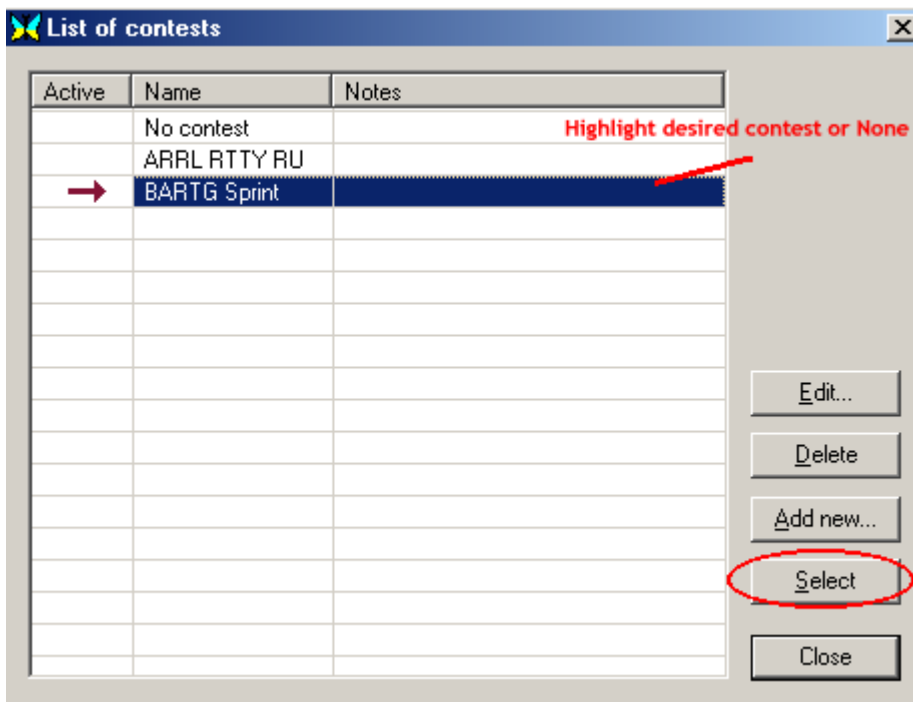 List of contests
Active Name Notes
No contest
Highlight desired contest or None
ARRL RTTY RU
BARTG Sprint
Edit...
Delete
Add new...
Select
Close